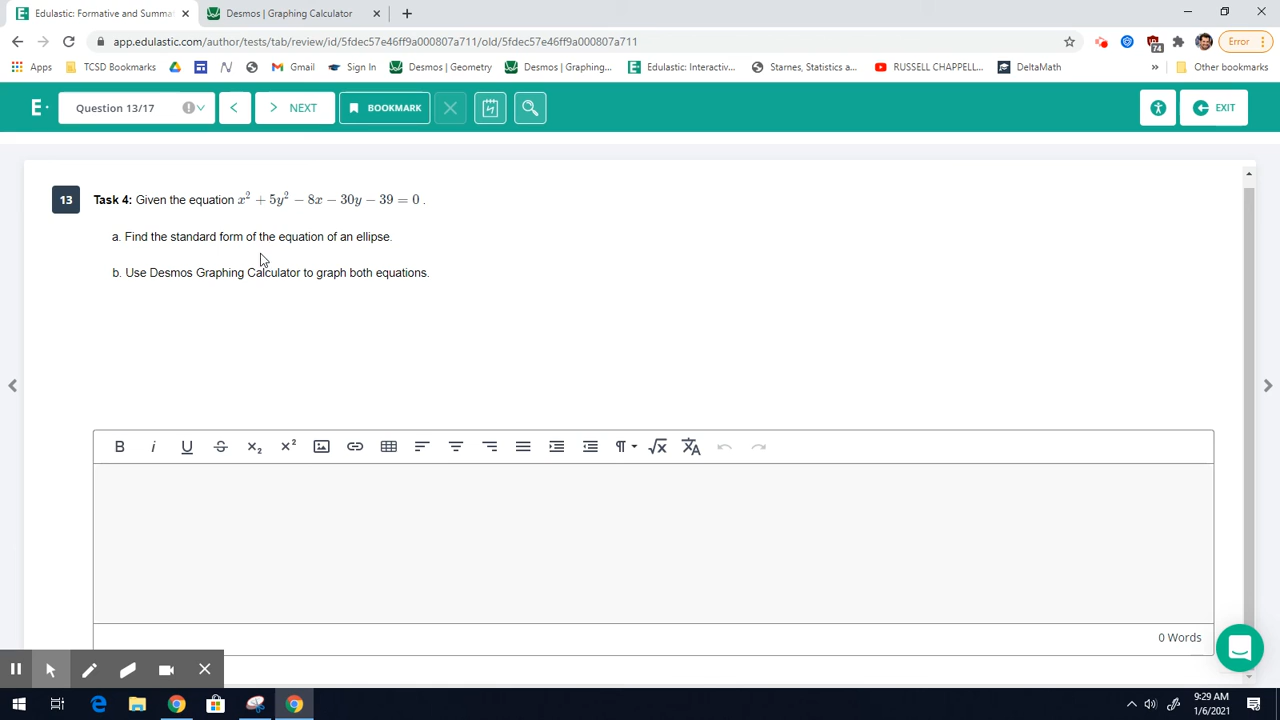 Edulastic: Formative and Summa
Desmos | Graphing Calculator
app.edulastic.com/author/tests/tab/review/id/5fdec57e46ff9a000807a711/old/5fdec57e46ff9a000807a711
74
Error
Apps
TCSD Bookmarks
Gmail
Sign In
Desmos | Geometry
Desmos | Graphing...
Edulastic: Interactiv...
Starnes, Statistics a...
RUSSELL CHAPPELL...
DeltaMath
»
Other bookmarks
E
Question 13/17
< > NEXT
BOOKMARK
EXIT
13
Task 4: Given the equation x² + 5y² − 8x − 30y − 39 = 0 .
a. Find the standard form of the equation of an ellipse.
b. Use Desmos Graphing Calculator to graph both equations.
B i U S x₂ x² ¶ √x
0 Words
9:29 AM
1/6/2021